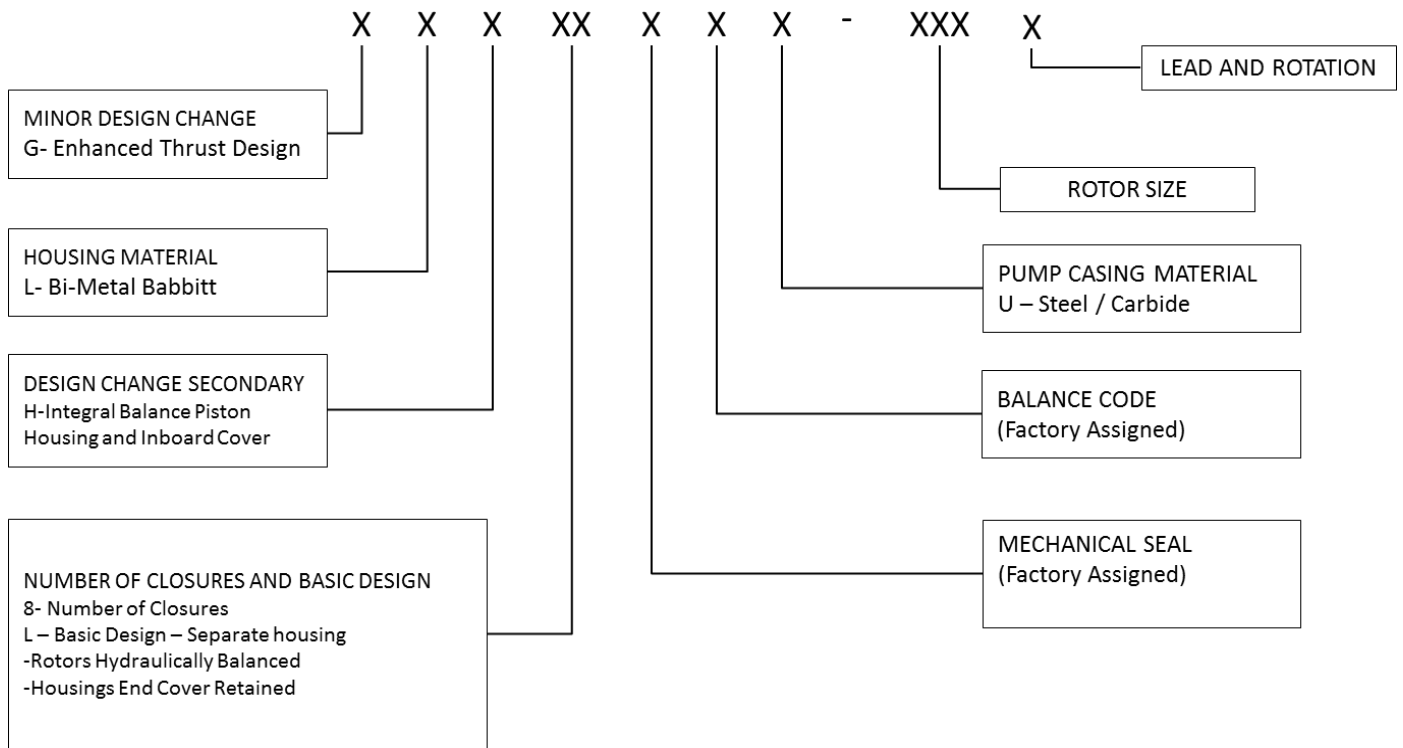 X X X XX X X X - XXX X
LEAD AND ROTATION
MINOR DESIGN CHANGE
G- Enhanced Thrust Design
ROTOR SIZE
HOUSING MATERIAL
L- Bi-Metal Babbitt
PUMP CASING MATERIAL
U – Steel / Carbide
DESIGN CHANGE SECONDARY
H-Integral Balance Piston
Housing and Inboard Cover
BALANCE CODE
(Factory Assigned)
NUMBER OF CLOSURES AND BASIC DESIGN
8- Number of Closures
L – Basic Design – Separate housing
-Rotors Hydraulically Balanced
-Housings End Cover Retained
MECHANICAL SEAL
(Factory Assigned)